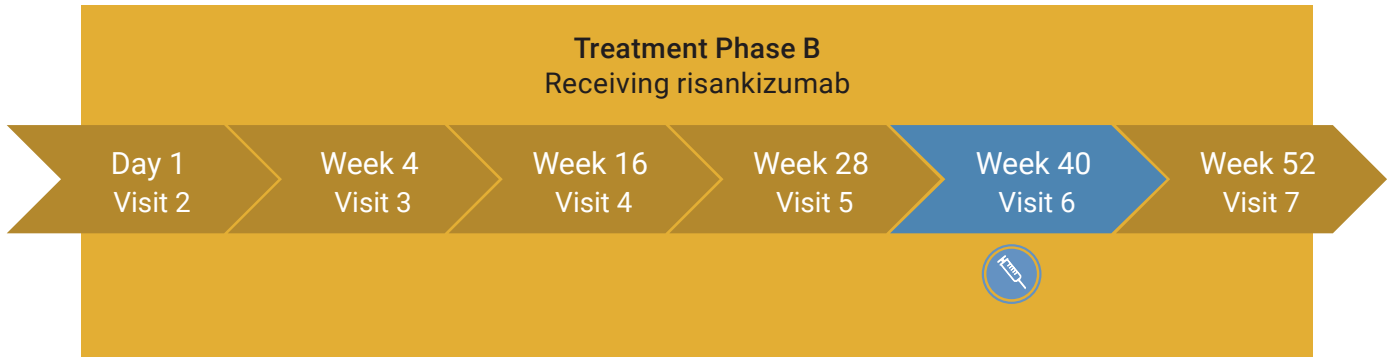 Treatment Phase B
Receiving risankizumab
Day 1
Visit 2
Week 4
Visit 3
Week 16
Visit 4
Week 28
Visit 5
Week 40
Visit 6
Week 52
Visit 7